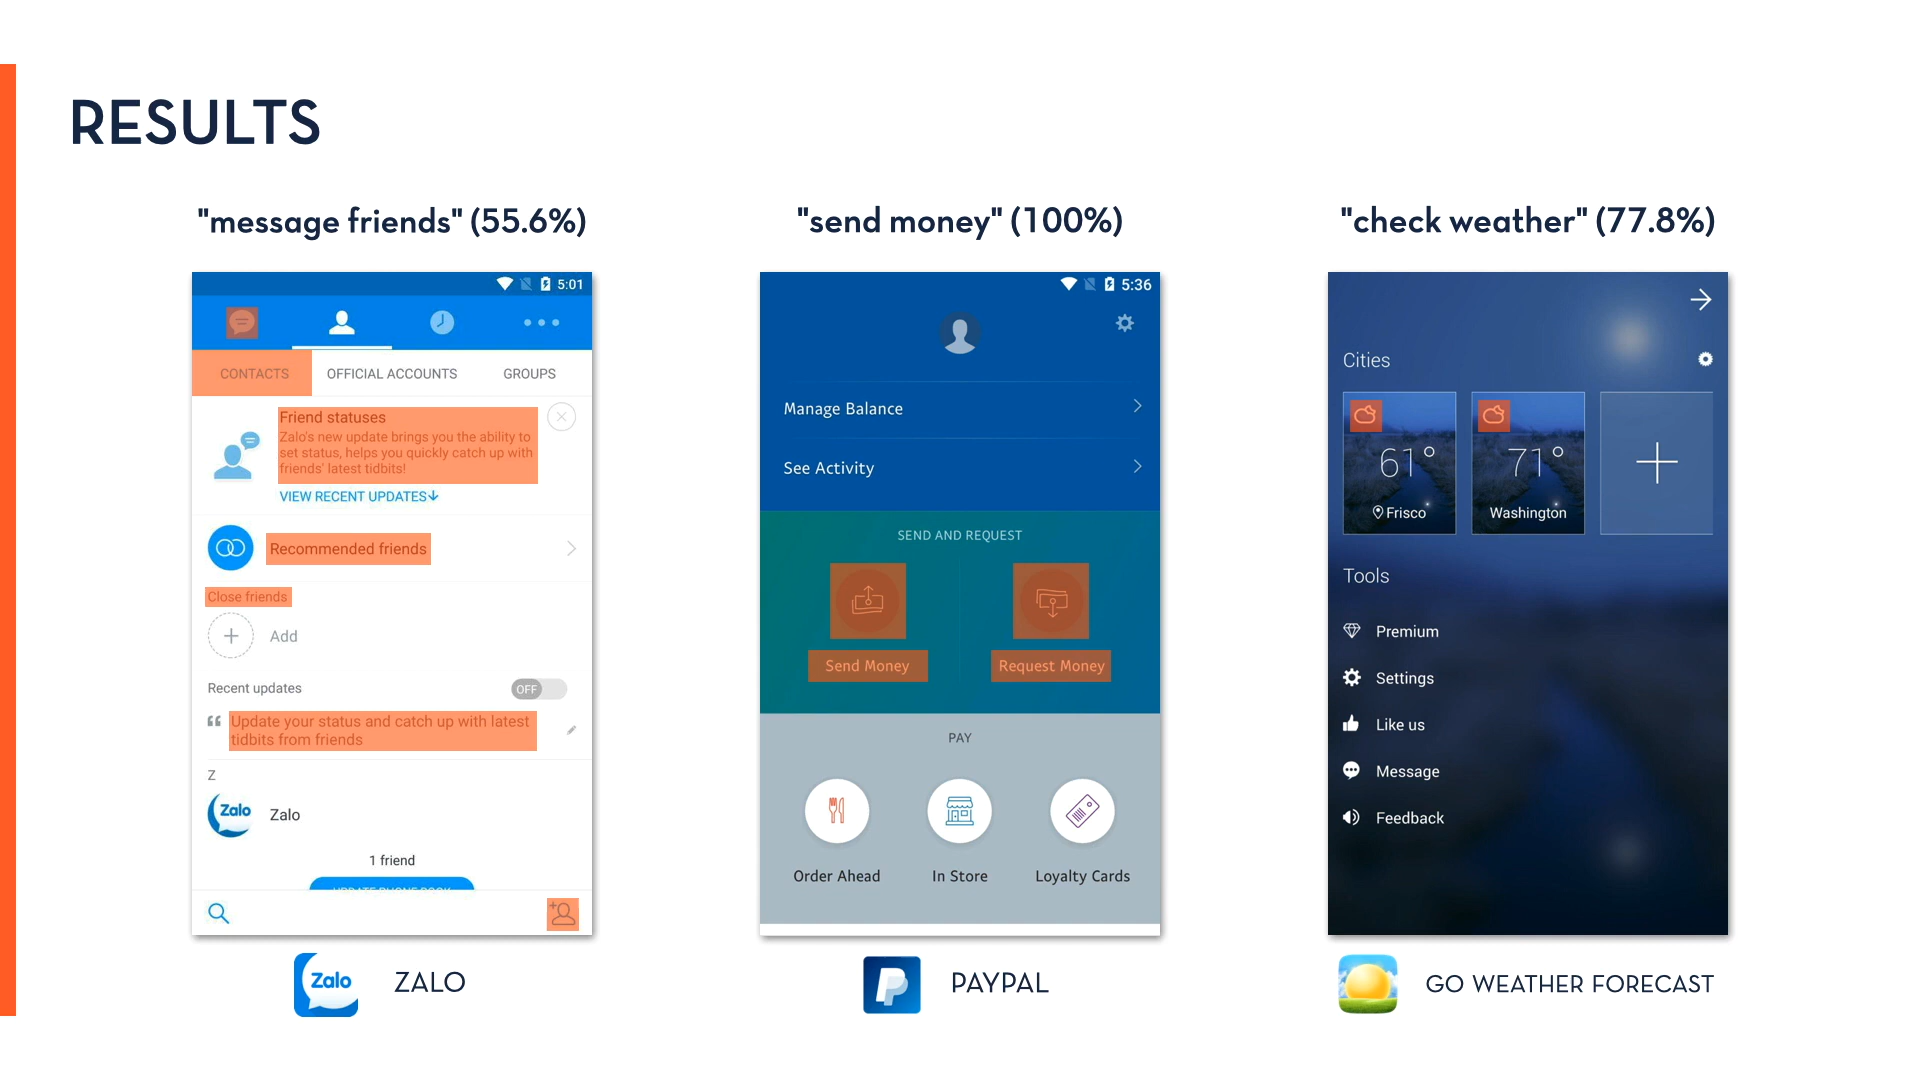 RESULTS
"message friends" (55.6%)
5:01
CONTACTS
OFFICIAL ACCOUNTS
GROUPS
Friend statuses
Zalo's new update brings you the ability to
set status, helps you quickly catch up with
friends' latest tidbits!
VIEW RECENT UPDATES
Recommended friends
Close friends
Add
Recent updates
OFF
Update your status and catch up with latest
tidbits from friends
Z
Zalo
Zalo
1 friend
UPDATE PHONE BOOK
Zalo
ZALO
"send money" (100%)
5:36
Manage Balance
See Activity
SEND AND REQUEST
Send Money
Request Money
PAY
Order Ahead
In Store
Loyalty Cards
PAYPAL
"check weather" (77.8%)
Cities
61°
71°
Frisco
Washington
Tools
Premium
Settings
Like us
Message
Feedback
GO WEATHER FORECAST